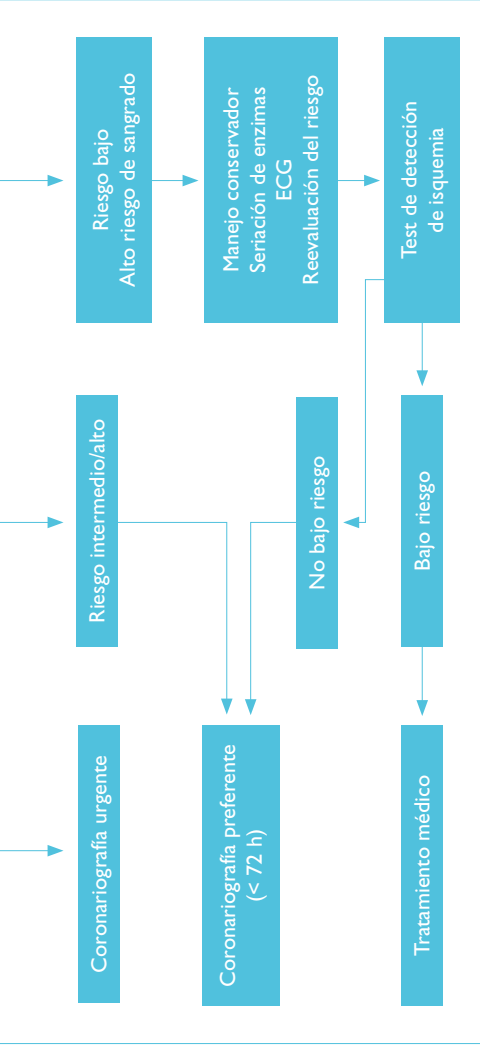 Coronariografía urgente
Riesgo intermedio/alto
Riesgo bajo
Alto riesgo de sangrado
Coronariografía preferente
(< 72 h)
No bajo riesgo
Manejo conservador
Seriación de enzimas
ECG
Reevaluación del riesgo
Tratamiento médico
Bajo riesgo
Test de detección
de isquemia